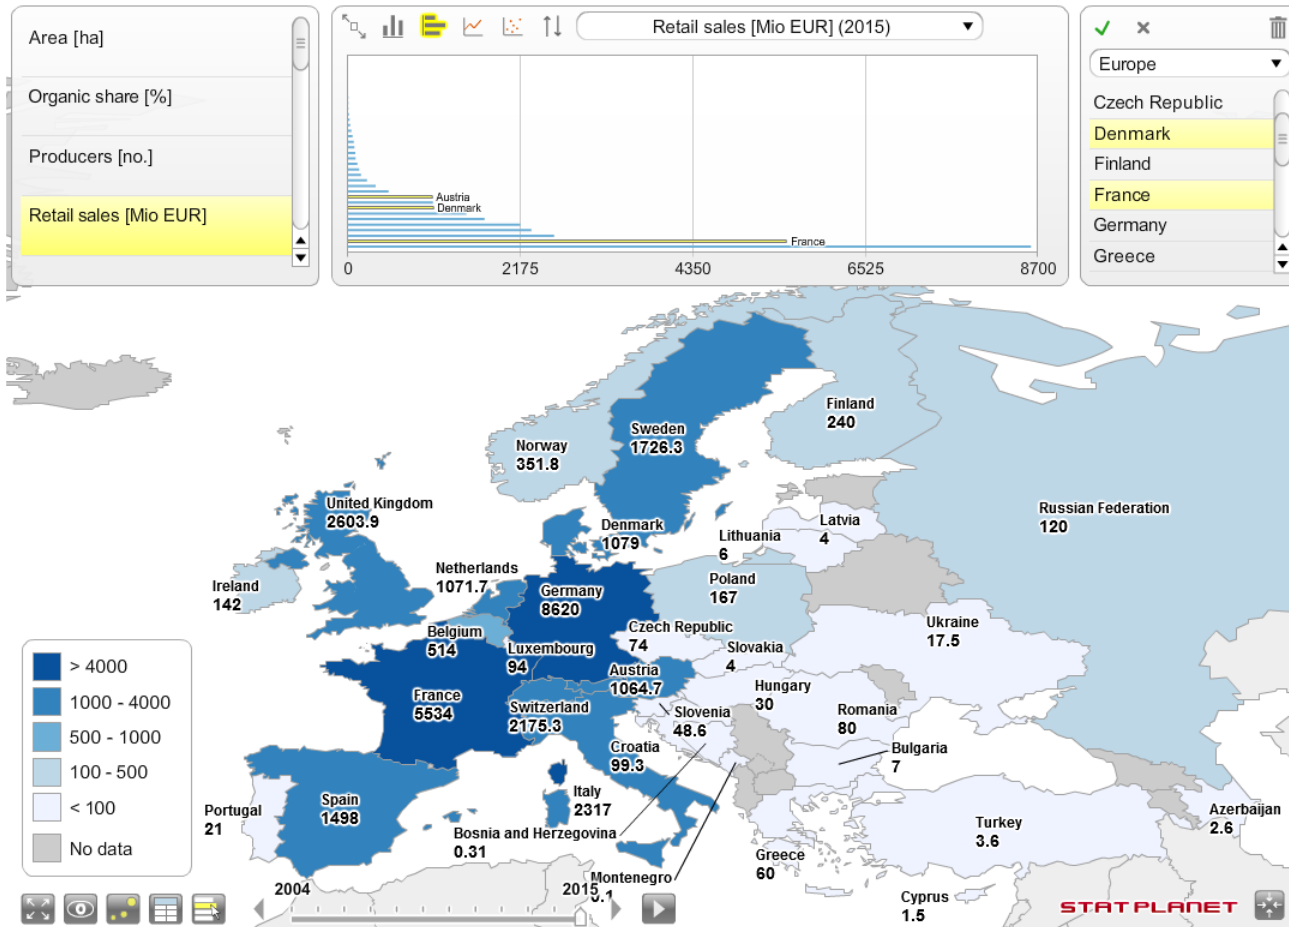 Area [ha]
Organic share [%]
Producers [no.]
Retail sales [Mio EUR]
Retail sales [Mio EUR] (2015)
Austria
Denmark
France
0
2175
4350
6525
8700
Europe
Czech Republic
Denmark
Finland
France
Germany
Greece
Finland
240
Sweden
1726.3
Norway
351.8
United Kingdom
2603.9
Russian Federation
120
Denmark
1079
Latvia
4
Lithuania
6
Netherlands
1071.7
Ireland
142
Germany
8620
Poland
167
Belgium
514
Luxembourg
94
Czech Republic
74
Ukraine
17.5
Slovakia
4
Austria
1064.7
France
5534
Switzerland
2175.3
Hungary
30
Slovenia
48.6
Romania
80
Croatia
99.3
Bulgaria
7
Portugal
21
Spain
1498
Italy
2317
Bosnia and Herzegovina
0.31
Montenegro
0.1
Greece
60
Turkey
3.6
Azerbaijan
2.6
Cyprus
1.5
> 4000
1000 - 4000
500 - 1000
100 - 500
< 100
No data
2004
2015
STATPLANET